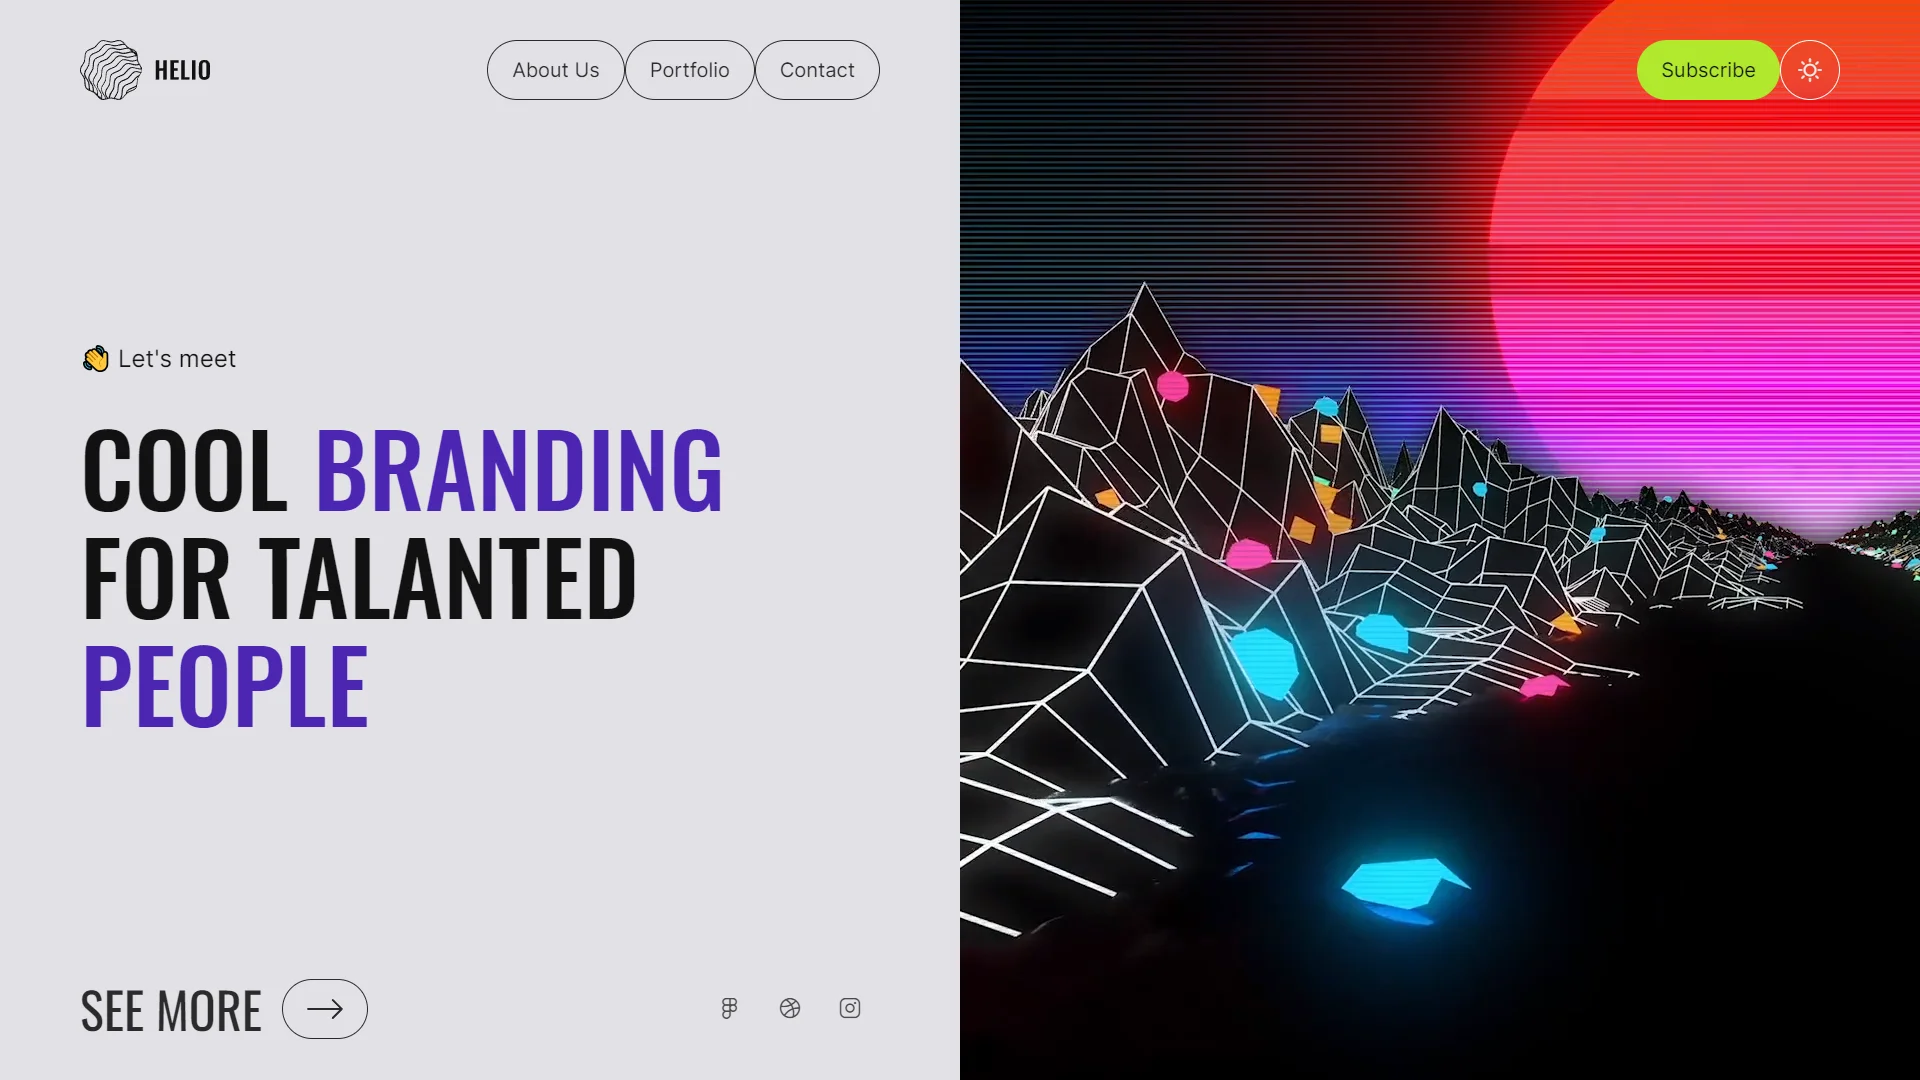 HELIO
About Us
Portfolio
Contact
Subscribe
👋 Let's meet
COOL BRANDING
FOR TALANTED
PEOPLE
SEE MORE